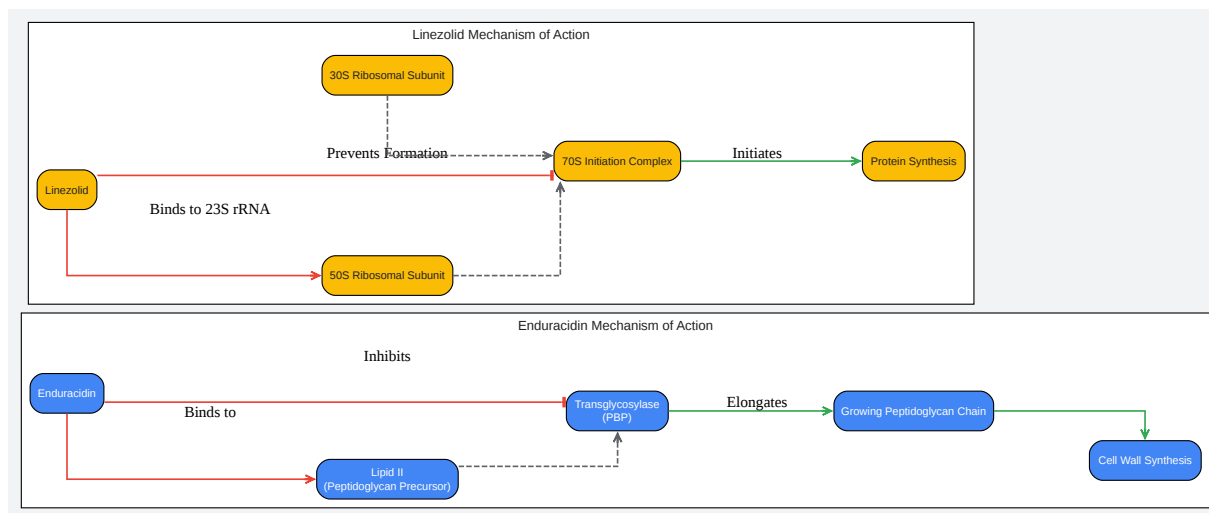 Linezolid Mechanism of Action
30S Ribosomal Subunit
Prevents Formation
70S Initiation Complex
Initiates
Protein Synthesis
Linezolid
Binds to 23S rRNA
50S Ribosomal Subunit
Enduracidin Mechanism of Action
Inhibits
Enduracidin
Binds to
Transglycosylase
(PBP)
Elongates
Growing Peptidoglycan Chain
Cell Wall Synthesis
Lipid II
(Peptidoglycan Precursor)